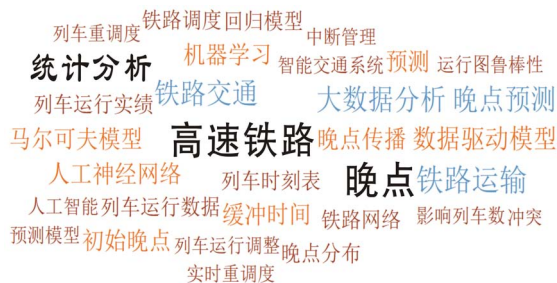 列车重调度 铁路调度 回归模型 中断管理
统计分析 机器学习 智能交通系统 预测 运行图鲁棒性
列车运行实绩 铁路交通 大数据分析 晚点预测
马尔可夫模型 高速铁路 晚点传播 数据驱动模型
人工神经网络 列车时刻表 晚点 铁路运输
人工智能 列车运行数据 缓冲时间 铁路网络 影响列车数 冲突
预测模型 初始晚点 列车运行调整 晚点分布
实时重调度